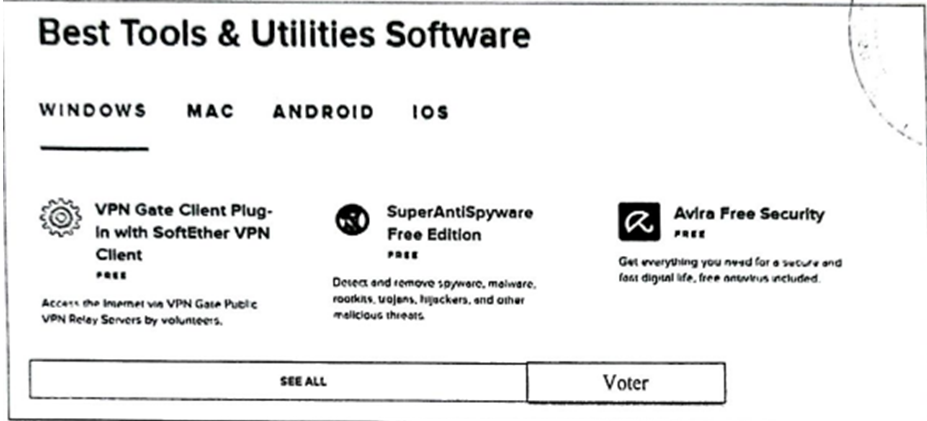 Best Tools & Utilities Software
WINDOWS MAC ANDROID IOS
VPN Gate Client Plug-
in with SoftEther VPN
Client
FREE
Access the Internet via VPN Gate Public
VPN Relay Servers by volunteers.
SuperAntiSpyware
Free Edition
FREE
Detect and remove spyware, malware,
rootkits, trojans, hijackers, and other
malicious threats.
Avira Free Security
FREE
Get everything you need for a secure and
fast digital life, free antivirus included.
SEE ALL
Voter